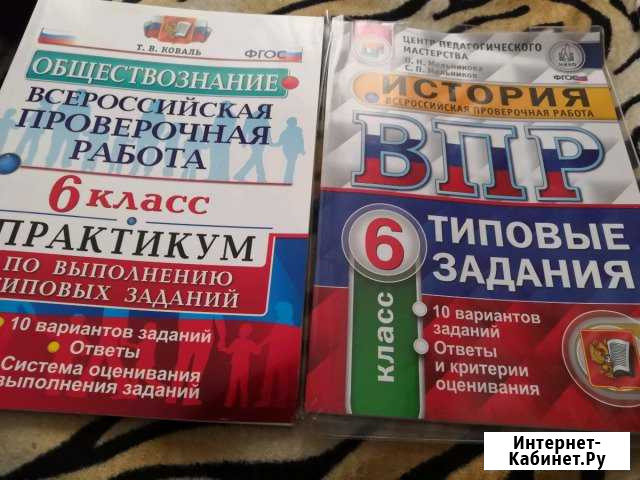 Т. В. КОВАЛЬ
ФГОС
ОБЩЕСТВОЗНАНИЕ
ВСЕРОССИЙСКАЯ
ПРОВЕРОЧНАЯ
РАБОТА
6 КЛАСС
ПРАКТИКУМ
ПО ВЫПОЛНЕНИЮ
ТИПОВЫХ ЗАДАНИЙ
10 вариантов заданий
Ответы
Система оценивания
выполнения заданий
ЦЕНТР ПЕДАГОГИЧЕСКОГО
МАСТЕРСТВА
О. Н. Мельникова
С. П. Мельников
ФГОС
ИСТОРИЯ
ВСЕРОССИЙСКАЯ ПРОВЕРОЧНАЯ РАБОТА
ВПР
6
класс
ТИПОВЫЕ
ЗАДАНИЯ
10 вариантов
заданий
Ответы
и критерии
оценивания
Интернет-
Кабинет.Ру